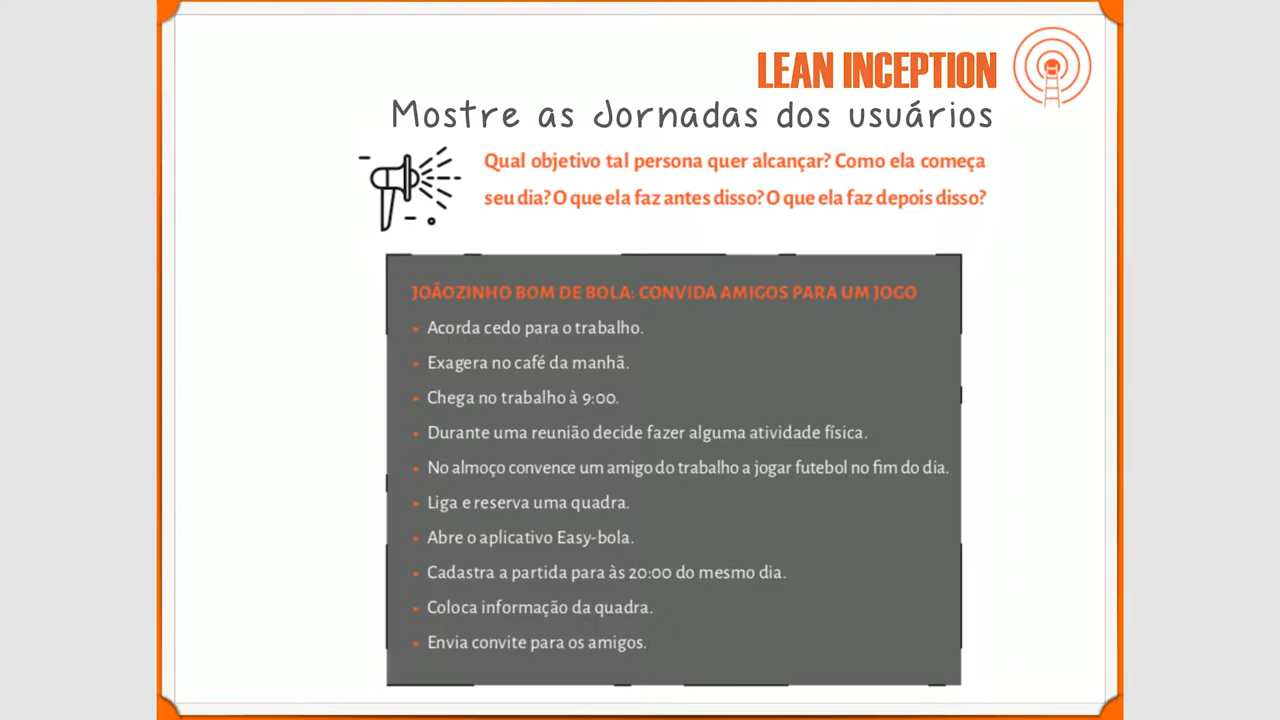 LEAN INCEPTION
Mostre as Jornadas dos usuários
Qual objetivo tal persona quer alcançar? Como ela começa
seu dia? O que ela faz antes disso? O que ela faz depois disso?
JOÂOZINHO BOM DE BOLA: CONVIDA AMIGOS PARA UM JOGO
Acorda cedo para o trabalho.
Exagera no café da manhã.
Chega no trabalho à 9:00.
Durante uma reunião decide fazer alguma atividade física.
No almoço convence um amigo do trabalho a jogar futebol no fim do dia.
Liga e reserva uma quadra.
Abre o aplicativo Easy-bola.
Cadastra a partida para às 20:00 do mesmo dia.
Coloca informação da quadra.
Envia convite para os amigos.